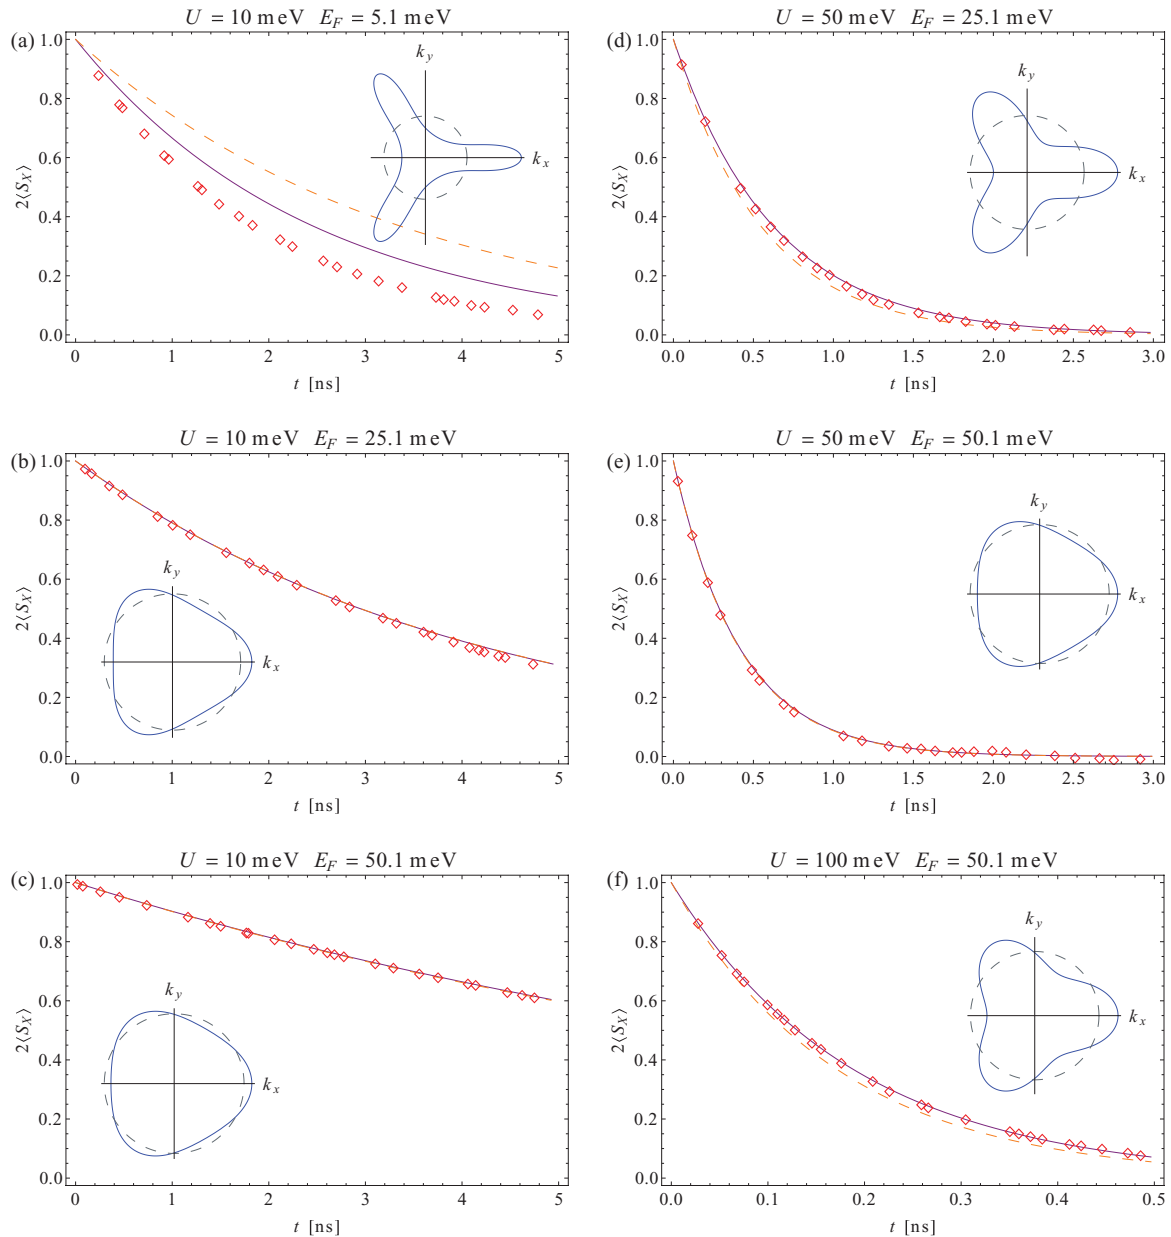 U = 10 meV E_F = 5.1 meV
(a)
1.0
0.8
0.6
0.4
0.2
0.0
2⟨S_X⟩
k_y
k_x
0 1 2 3 4 5
t [ns]
U = 10 meV E_F = 25.1 meV
(b)
1.0
0.8
0.6
0.4
0.2
0.0
2⟨S_X⟩
k_y
k_x
0 1 2 3 4 5
t [ns]
U = 10 meV E_F = 50.1 meV
(c)
1.0
0.8
0.6
0.4
0.2
0.0
2⟨S_X⟩
k_y
k_x
0 1 2 3 4 5
t [ns]
U = 50 meV E_F = 25.1 meV
(d)
1.0
0.8
0.6
0.4
0.2
0.0
2⟨S_X⟩
k_y
k_x
0.0 0.5 1.0 1.5 2.0 2.5 3.0
t [ns]
U = 50 meV E_F = 50.1 meV
(e)
1.0
0.8
0.6
0.4
0.2
0.0
2⟨S_X⟩
k_y
k_x
0.0 0.5 1.0 1.5 2.0 2.5 3.0
t [ns]
U = 100 meV E_F = 50.1 meV
(f)
1.0
0.8
0.6
0.4
0.2
0.0
2⟨S_X⟩
k_y
k_x
0.0 0.1 0.2 0.3 0.4 0.5
t [ns]